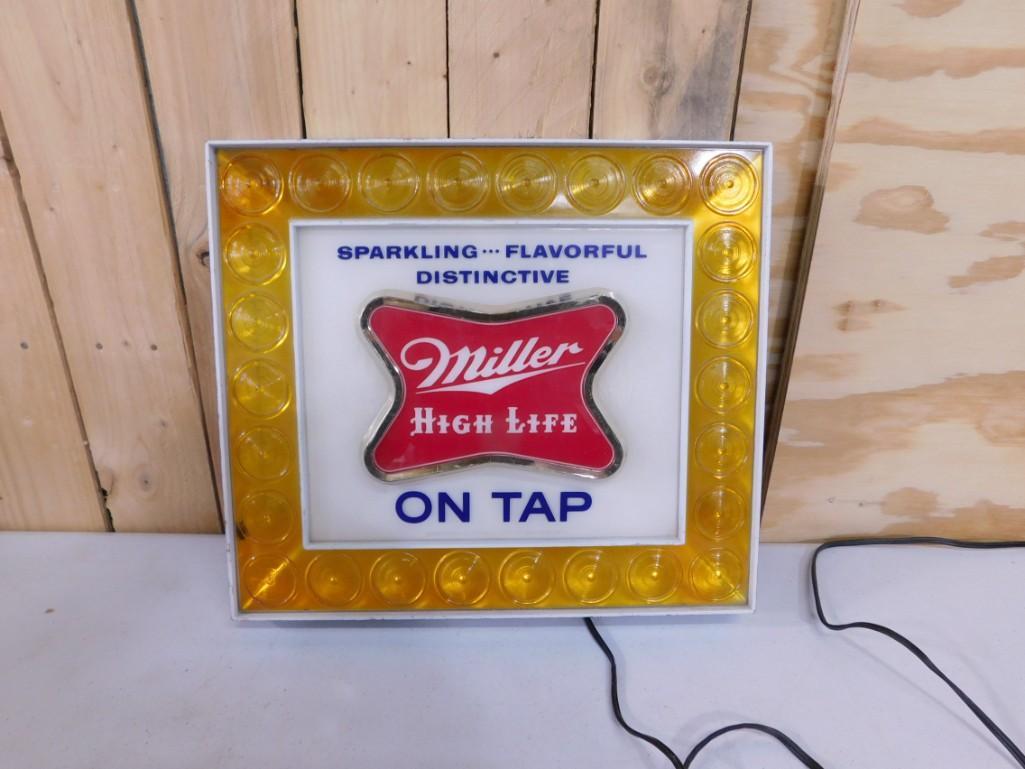 SPARKLING ... FLAVORFUL
DISTINCTIVE
Miller
HIGH LIFE
ON TAP